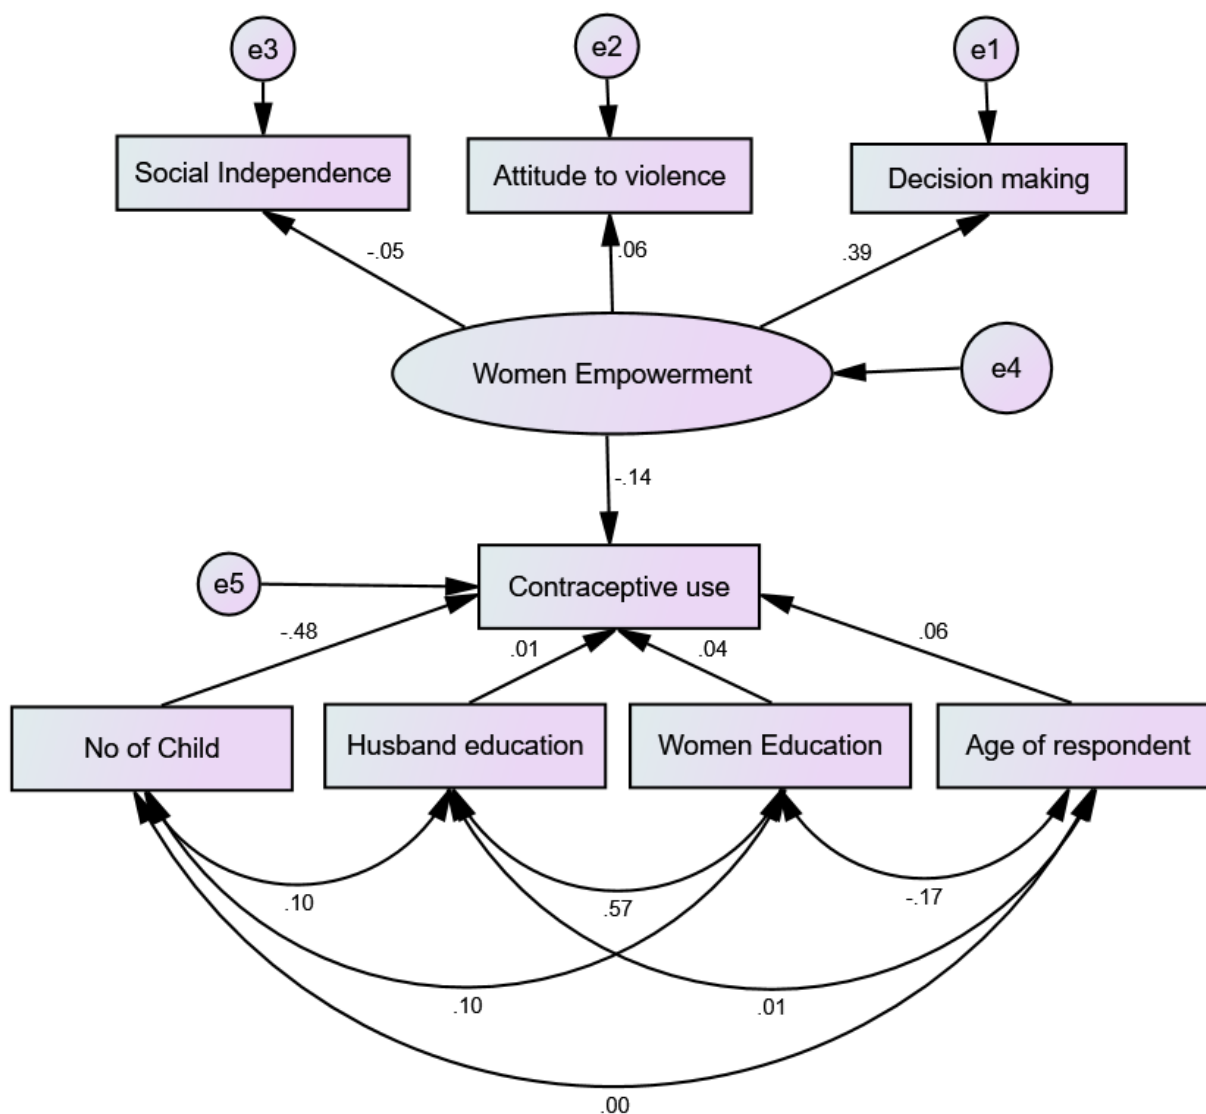 e3
e2
e1
Social Independence
Attitude to violence
Decision making
-.05
.06
.39
Women Empowerment
e4
-.14
e5
Contraceptive use
-.48
.01
.04
.06
No of Child
Husband education
Women Education
Age of respondent
.10
.57
-.17
.10
.01
.00